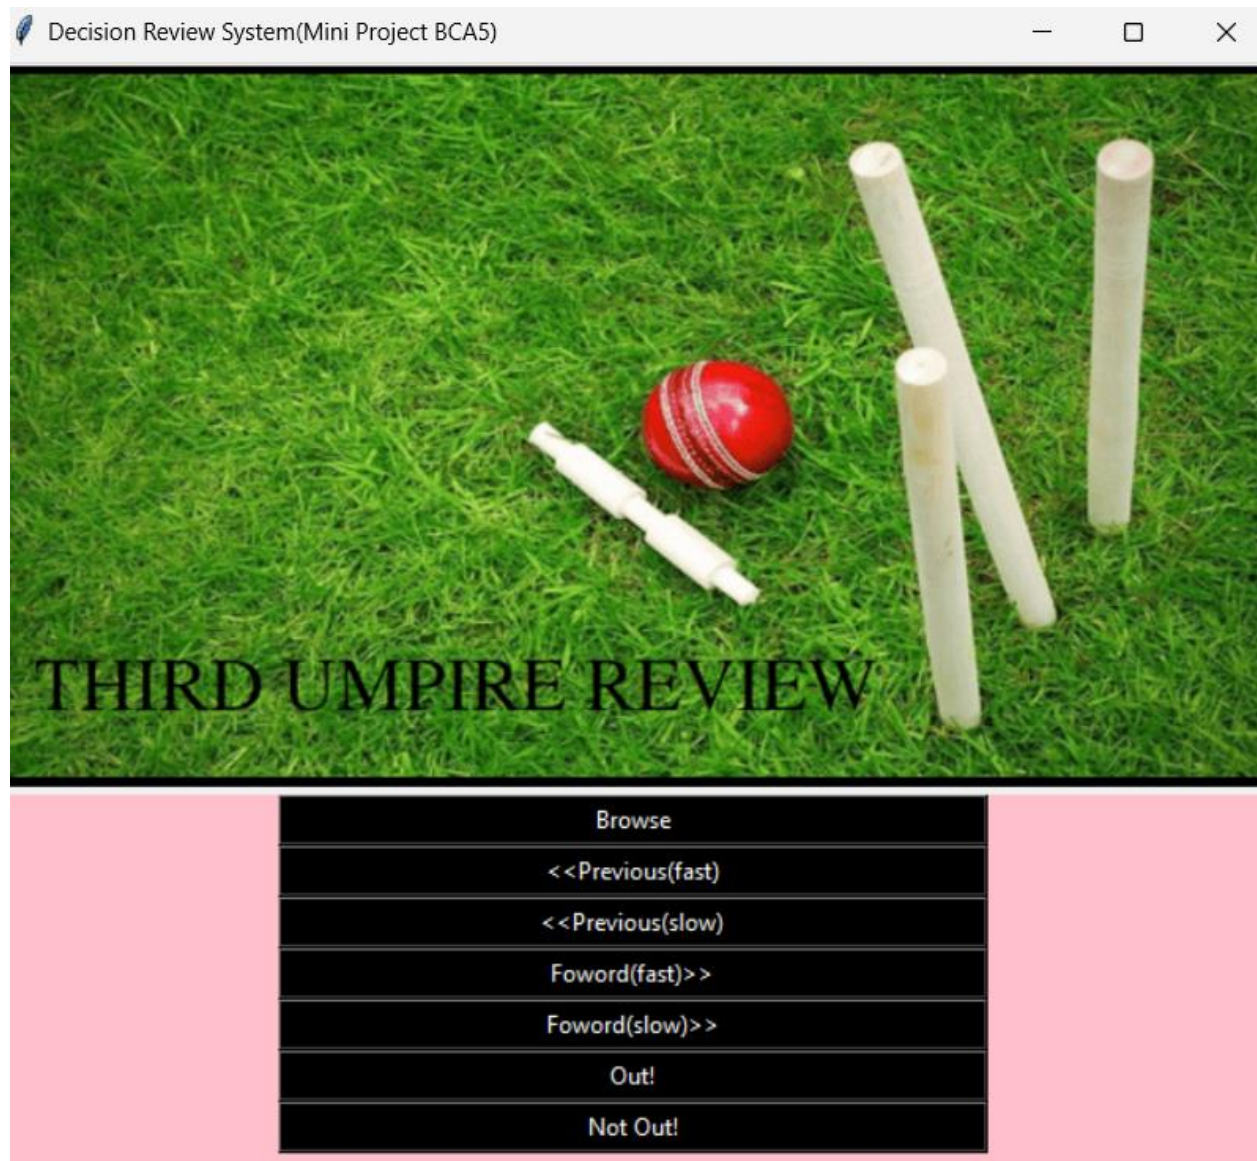 Decision Review System(Mini Project BCA5)
THIRD UMPIRE REVIEW
Browse
<<Previous(fast)
<<Previous(slow)
Foword(fast)>>
Foword(slow)>>
Out!
Not Out!